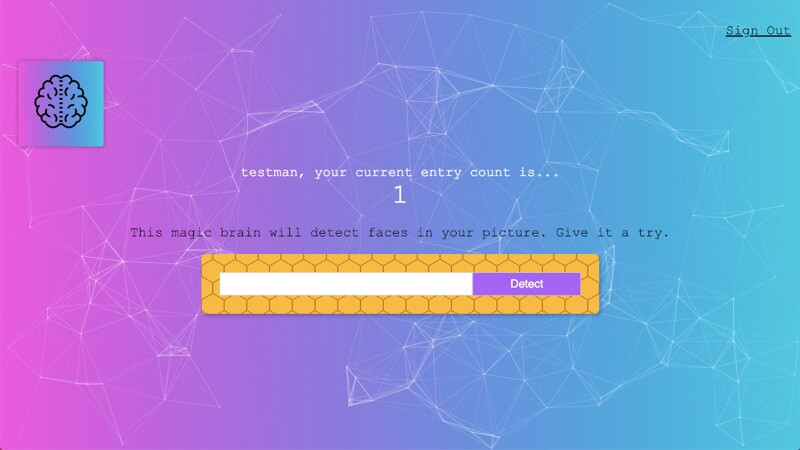 Sign Out
testman, your current entry count is...
1
This magic brain will detect faces in your picture. Give it a try.
Detect